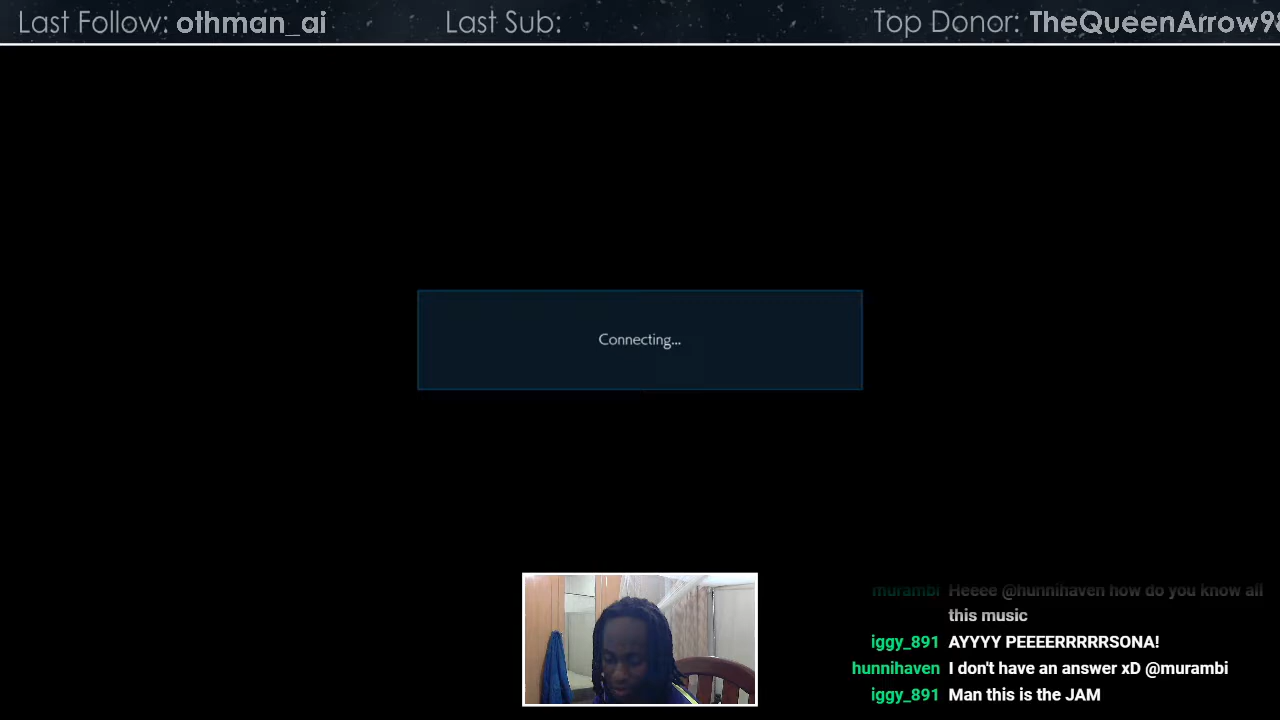 Last Follow: othman_ai
Last Sub:
Top Donor: TheQueenArrow9
Connecting...
murambi Heeee @hunnihaven how do you know all
this music
iggy_891 AYYYY PEEEERRRRRSONA!
hunnihaven I don't have an answer xD @murambi
iggy_891 Man this is the JAM